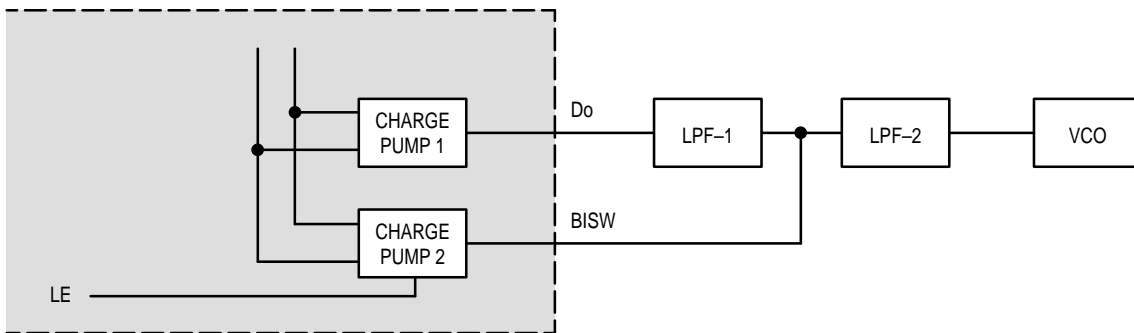 CHARGE
PUMP 1
Do
LPF–1
LPF–2
VCO
CHARGE
PUMP 2
BISW
LE